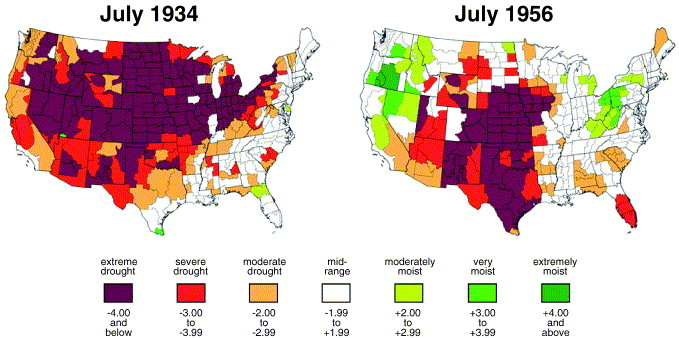 July 1934 July 1956
extreme drought severe drought moderate drought mid-range moderately moist very moist extremely moist
-4.00 and below -3.00 to -3.99 -2.00 to -2.99 -1.99 to +1.99 +2.00 to +2.99 +3.00 to +3.99 +4.00 and above